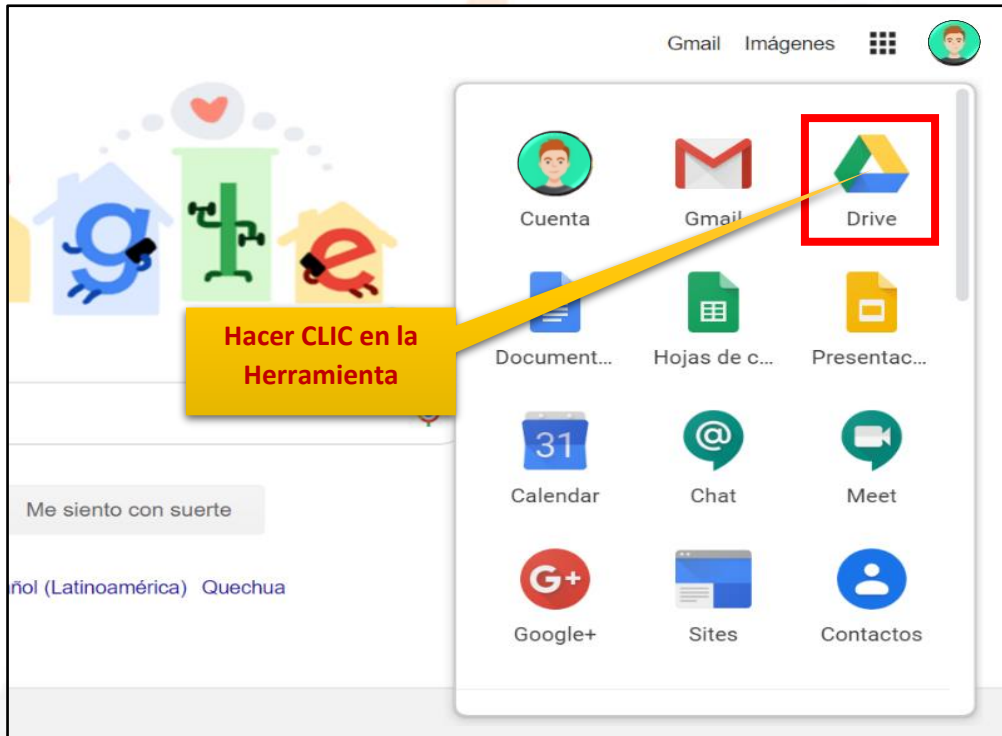 Gmail Imágenes
Cuenta
Gmail
Drive
Hacer CLIC en la
Herramienta
Document...
Hojas de c...
Presentac...
31
Calendar
Chat
Meet
Me siento con suerte
ñol (Latinoamérica) Quechua
G+
Google+
Sites
Contactos